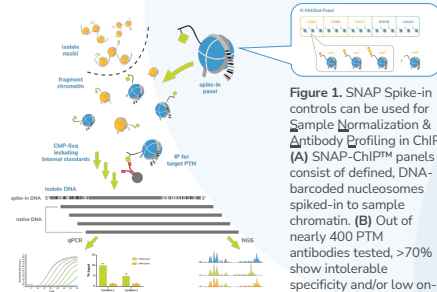 K-MetStat Panel
isolate
nuclei
fragment
chromatin
spike-in
panel
ChIP-Seq
including
Internal standards
IP for
target PTM
isolate DNA
spike-in DNA
5'
3'
native DNA
qPCR
NGS
% Input
Figure 1. SNAP Spike-in
controls can be used for
Sample Normalization &
Antibody Profiling in ChIP
(A) SNAP-ChIP™ panels
consist of defined, DNA-
barcoded nucleosomes
spiked-in to sample
chromatin. (B) Out of
nearly 400 PTM
antibodies tested, >70%
show intolerable
specificity and/or low on-